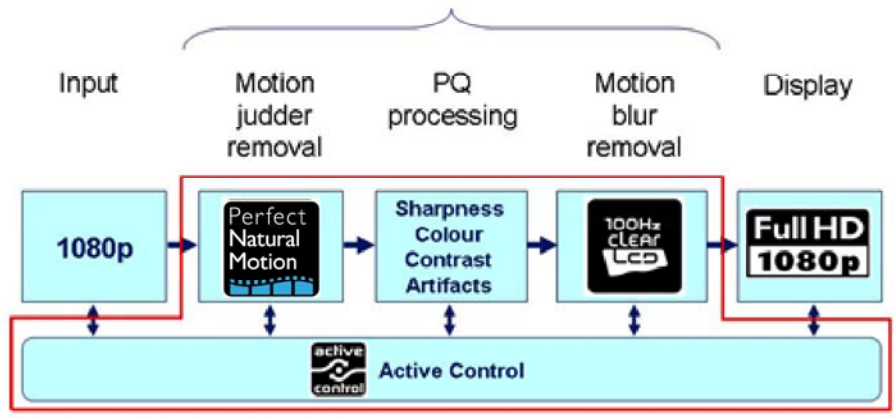 Input
Motion
judder
removal
PQ
processing
Motion
blur
removal
Display
1080p
Perfect
Natural
Motion
Sharpness
Colour
Contrast
Artifacts
100Hz
cLEAr
LCD
Full HD
1080p
active
control
Active Control